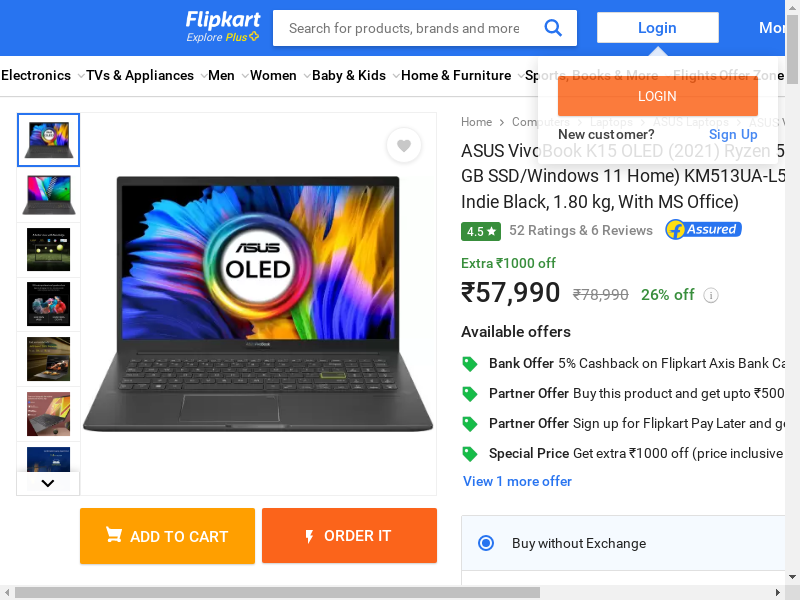 Flipkart
Explore Plus
Search for products, brands and more
Login
Mor
Electronics
TVs & Appliances
Men
Women
Baby & Kids
Home & Furniture
Sports, Books & More
Flights
Offer Zone
LOGIN
New customer?
Sign Up
Home
Computers
Laptops
ASUS Laptops
ASUS V
ASUS VivoBook K15 OLED (2021) Ryzen 5
GB SSD/Windows 11 Home) KM513UA-L5
Indie Black, 1.80 kg, With MS Office)
4.5
52 Ratings & 6 Reviews
Assured
Extra ₹1000 off
₹57,990
₹78,990
26% off
Available offers
Bank Offer 5% Cashback on Flipkart Axis Bank Ca
Partner Offer Buy this product and get upto ₹500
Partner Offer Sign up for Flipkart Pay Later and ge
Special Price Get extra ₹1000 off (price inclusive
View 1 more offer
ASUS
OLED
ADD TO CART
ORDER IT
Buy without Exchange